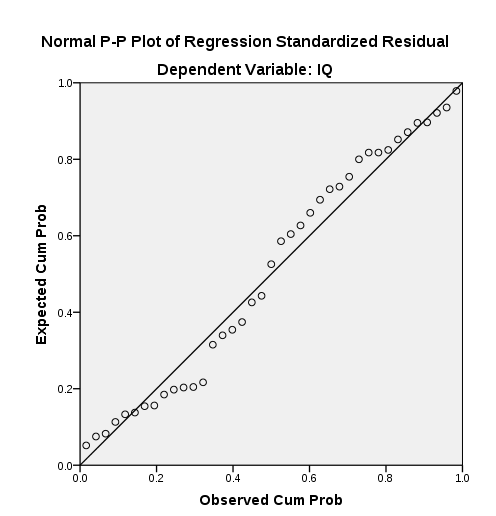 Normal P-P Plot of Regression Standardized Residual
Dependent Variable: IQ
1.0
0.8
0.6
0.4
0.2
0.0
Expected Cum Prob
0.0 0.2 0.4 0.6 0.8 1.0
Observed Cum Prob